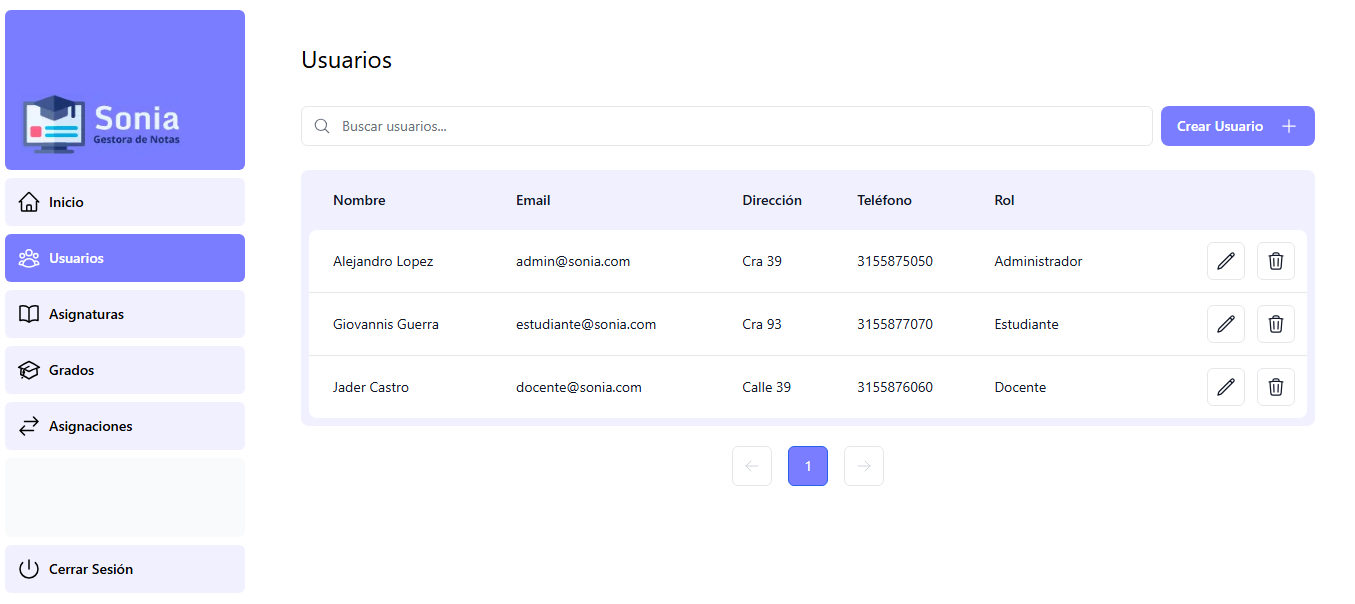 Sonia
Gestora de Notas
Inicio
Usuarios
Asignaturas
Grados
Asignaciones
Cerrar Sesión
Usuarios
Buscar usuarios...
Crear Usuario
Nombre Email Dirección Teléfono Rol
Alejandro Lopez admin@sonia.com Cra 39 3155875050 Administrador
Giovannis Guerra estudiante@sonia.com Cra 93 3155877070 Estudiante
Jader Castro docente@sonia.com Calle 39 3155876060 Docente
1